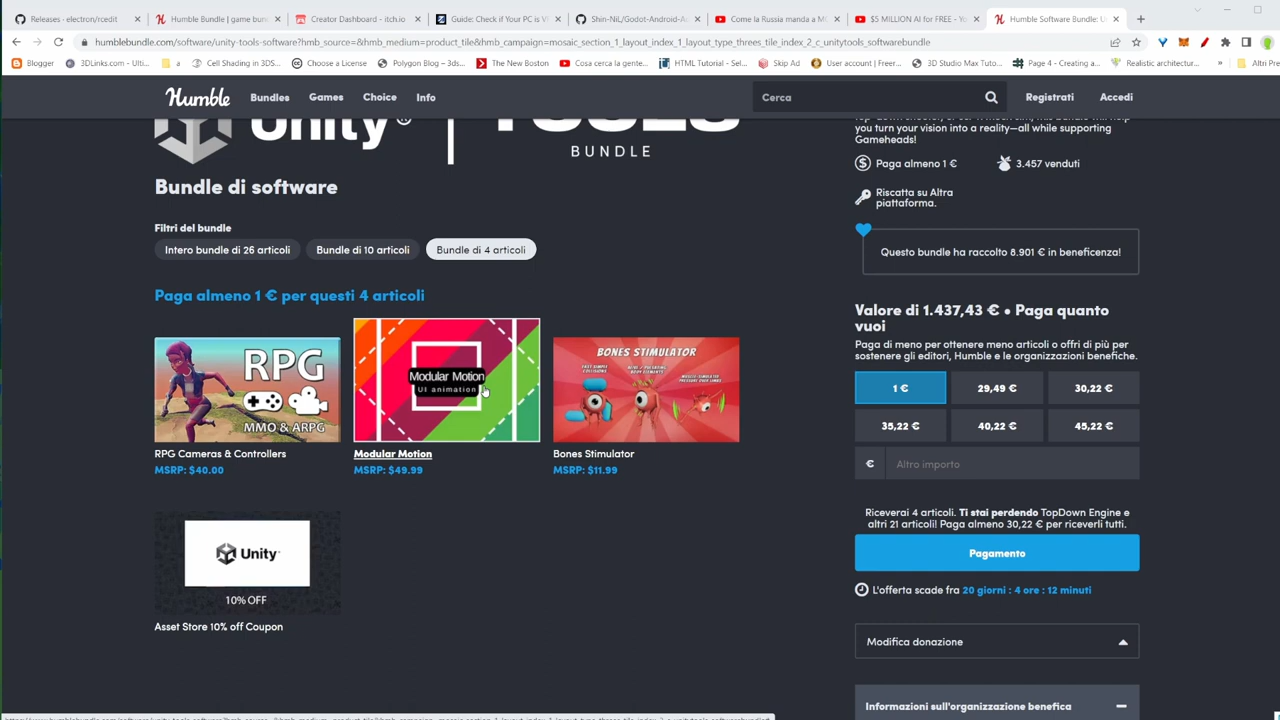 Releases · electron/rcedit
Humble Bundle | game bun
Creator Dashboard - itch.io
Guide: Check if Your PC is V
Shin-NiL/Godot-Android-A
Come la Russia manda a M
$5 MILLION AI for FREE - Yo
Humble Software Bundle: U
humblebundle.com/software/unity-tools-software?hmb_source=&hmb_medium=product_tile&hmb_campaign=mosaic_section_1_layout_index_1_layout_type_threes_tile_index_2_c_unitytools_softwarebundle
Blogger
3DLinks.com - Ulti...
a
Cell Shading in 3DS...
Choose a License
Polygon Blog – 3ds...
The New Boston
Cosa cerca la gente...
HTML Tutorial - Sel...
Skip Ad
User account | Freer...
3D Studio Max Tuto...
Page 4 - Creating a...
Realistic architectur...
»
Altri Pre
Humble
Bundles
Games
Choice
Info
Cerca
Registrati
Accedi
Unity
TOOLS
BUNDLE
you turn your vision into a reality—all while supporting
Gameheads!
Paga almeno 1 €
3.457 venduti
Riscatta su Altra
piattaforma.
Bundle di software
Filtri del bundle
Intero bundle di 26 articoli
Bundle di 10 articoli
Bundle di 4 articoli
Questo bundle ha raccolto 8.901 € in beneficenza!
Paga almeno 1 € per questi 4 articoli
RPG
MMO & ARPG
RPG Cameras & Controllers
MSRP: $40.00
Modular Motion
UI animation
Modular Motion
MSRP: $49.99
BONES STIMULATOR
Bones Stimulator
MSRP: $11.99
Unity
10% OFF
Asset Store 10% off Coupon
Valore di 1.437,43 € • Paga quanto
vuoi
Paga di meno per ottenere meno articoli o offri di più per
sostenere gli editori, Humble e le organizzazioni benefiche.
1 €
29,49 €
30,22 €
35,22 €
40,22 €
45,22 €
€
Altro importo
Riceverai 4 articoli. Ti stai perdendo TopDown Engine e
altri 21 articoli! Paga almeno 30,22 € per riceverli tutti.
Pagamento
L'offerta scade fra 20 giorni : 4 ore : 12 minuti
Modifica donazione
Informazioni sull'organizzazione benefica